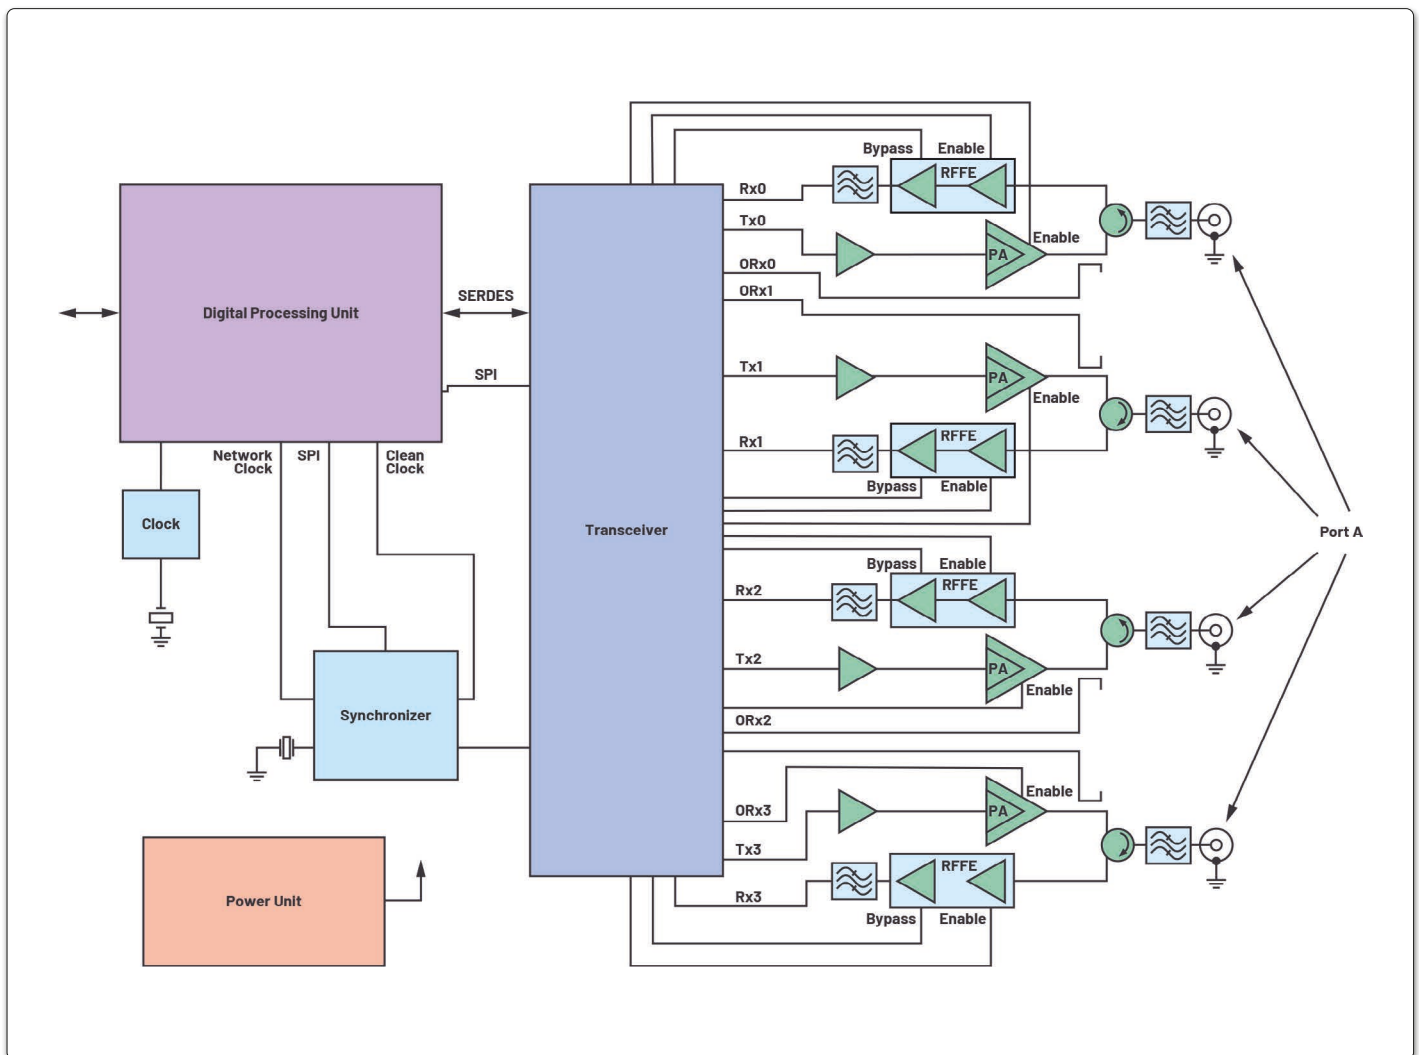 Bypass
Enable
RFFE
Rx0
Tx0
Enable
PA
ORx0
ORx1
SERDES
Digital Processing Unit
Tx1
PA
SPI
Enable
Rx1
RFFE
Network
Clock
SPI
Clean
Clock
Bypass
Enable
Clock
Transceiver
Port A
Bypass
Enable
RFFE
Rx2
Tx2
PA
Enable
Synchronizer
ORx2
Enable
ORx3
PA
Tx3
RFFE
Rx3
Power Unit
Bypass
Enable